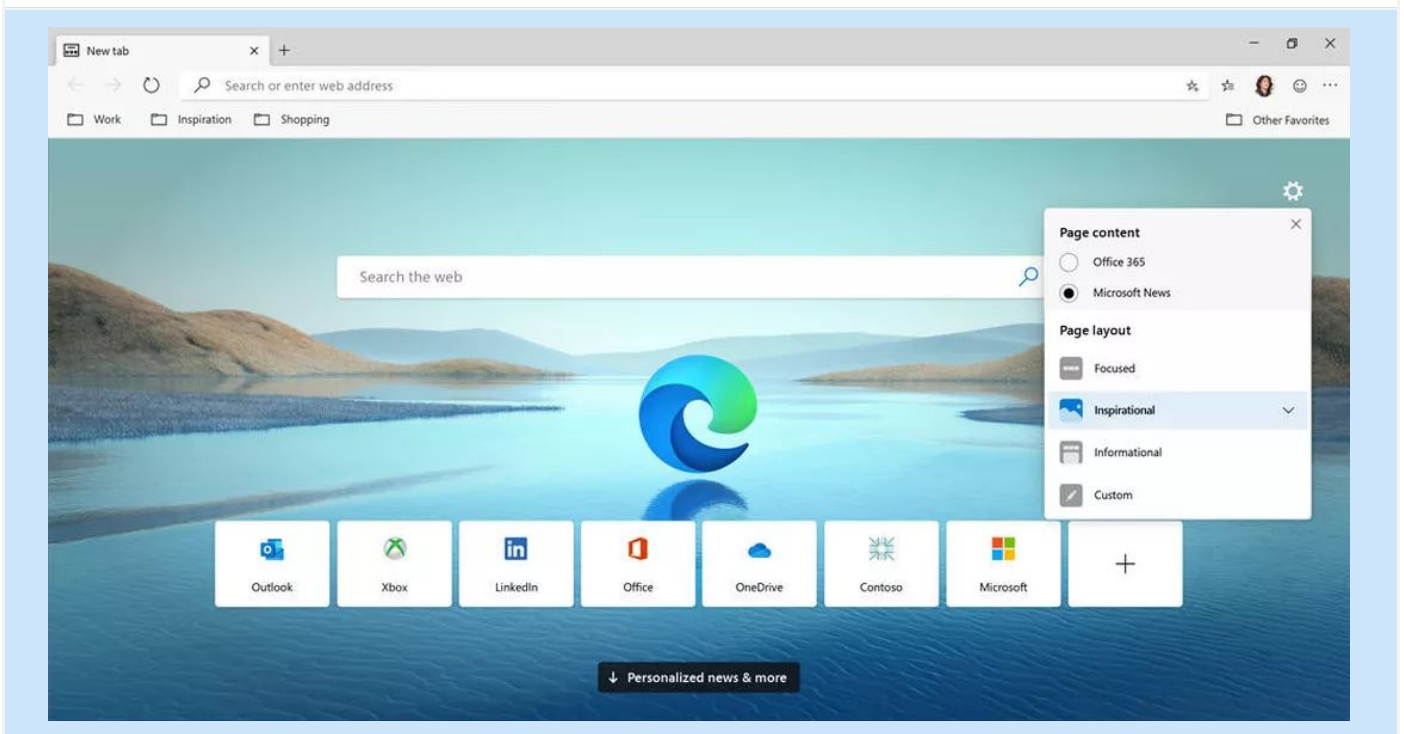 New tab
Search or enter web address
Work Inspiration Shopping Other Favorites
Search the web
Page content
Office 365
Microsoft News
Page layout
Focused
Inspirational
Informational
Custom
Outlook Xbox LinkedIn Office OneDrive Contoso Microsoft
Personalized news & more